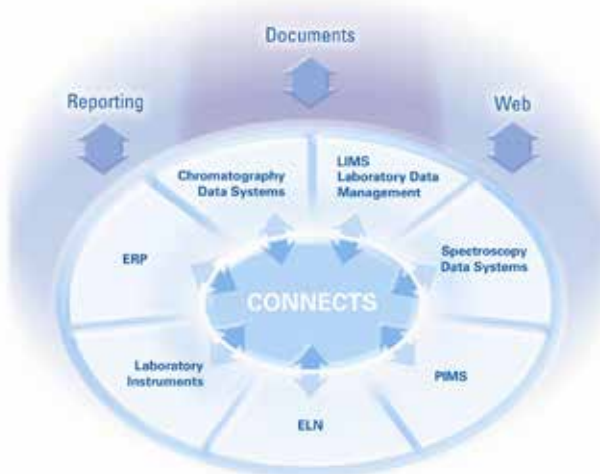 Documents
Reporting
Web
Chromatography
Data Systems
LIMS
Laboratory Data
Management
ERP
Spectroscopy
Data Systems
CONNECTS
Laboratory
Instruments
PIMS
ELN